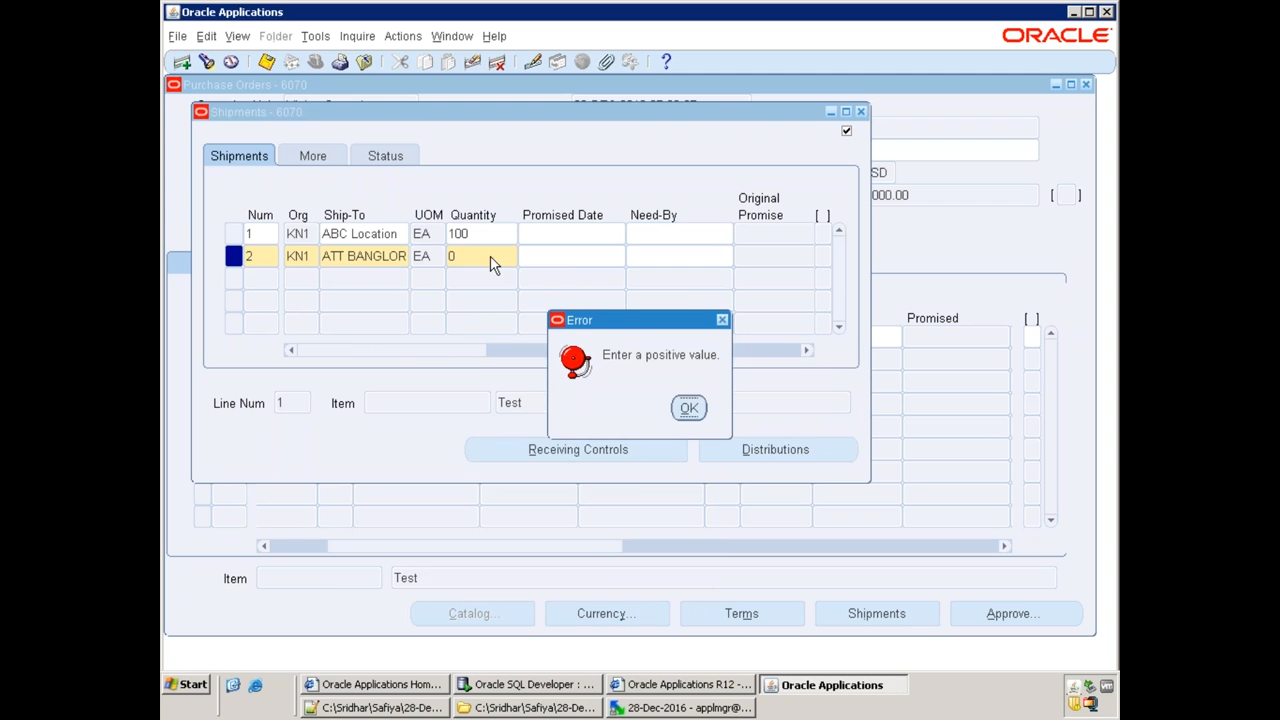 Oracle Applications
File Edit View Folder Tools Inquire Actions Window Help
ORACLE
Purchase Orders - 6070
Shipments - 6070
Shipments More Status
SD
000.00 [ ]
Original
Num Org Ship-To UOM Quantity Promised Date Need-By Promise [ ]
1 KN1 ABC Location EA 100
2 KN1 ATT BANGLOR EA 0
Error
Enter a positive value.
OK
Promised [ ]
Line Num 1 Item Test
Receiving Controls Distributions
Item Test
Catalog... Currency... Terms Shipments Approve...
Start Oracle Applications Hom... Oracle SQL Developer : ... Oracle Applications R12 -... Oracle Applications
C:\Sridhar\Safiya\28-De... C:\Sridhar\Safiya\28-De... 28-Dec-2016 - applmgr@...